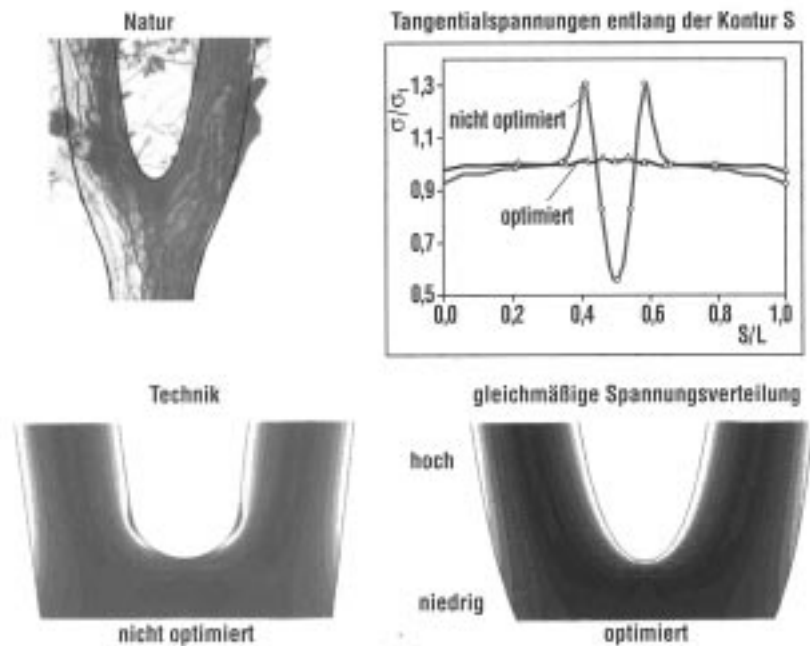 Natur
Tangentialspannungen entlang der Kontur S
σ/σ₁
1,3
1,1
0,9
0,7
0,5
nicht optimiert
optimiert
0,0 0,2 0,4 0,6 0,8 1,0
S/L
Technik
gleichmäßige Spannungsverteilung
hoch
niedrig
nicht optimiert
optimiert